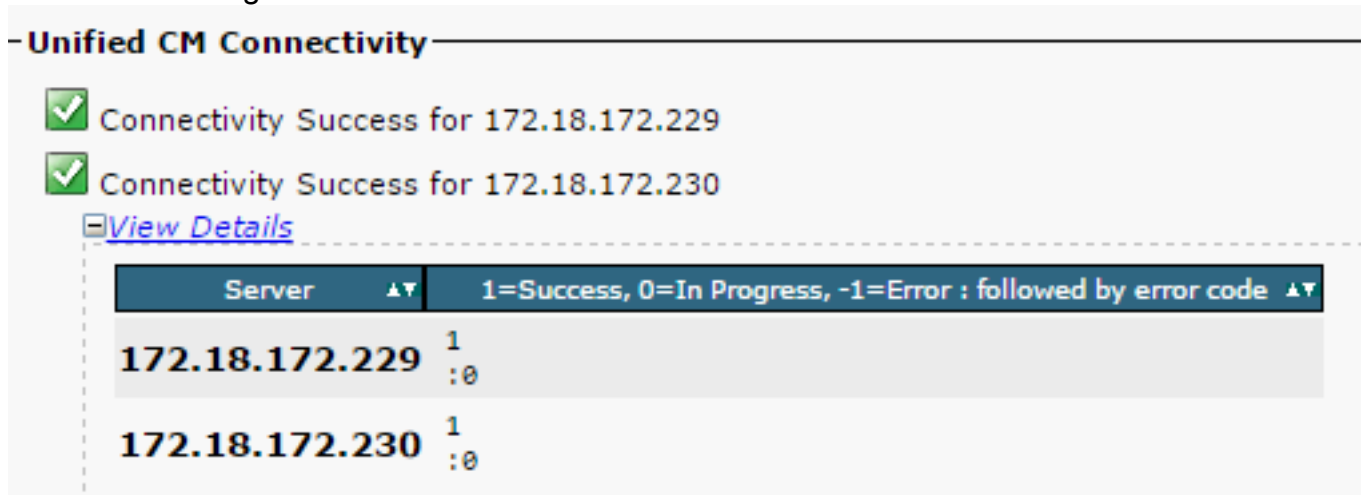 Unified CM Connectivity
Connectivity Success for 172.18.172.229
Connectivity Success for 172.18.172.230
View Details
Server 1=Success, 0=In Progress, -1=Error : followed by error code
172.18.172.229 1
:0
172.18.172.230 1
:0